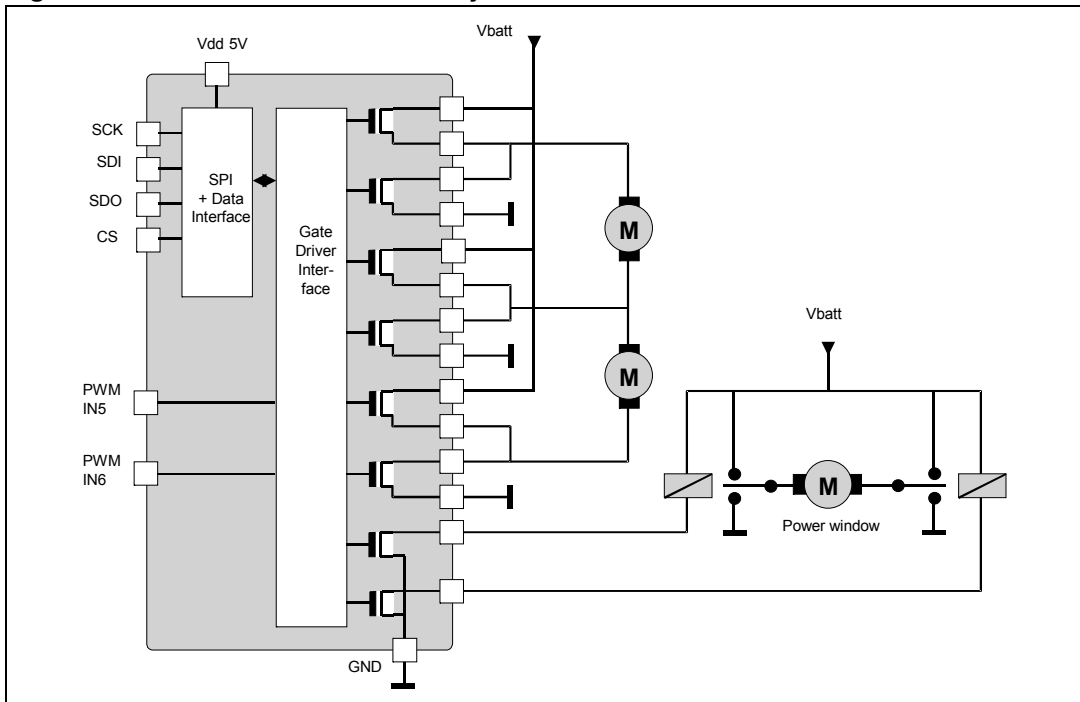 Vbatt
Vdd 5V
SCK
SDI
SDO
CS
SPI
+ Data
Interface
Gate
Driver
Inter-
face
M
M
Vbatt
PWM
IN5
PWM
IN6
M
Power window
GND